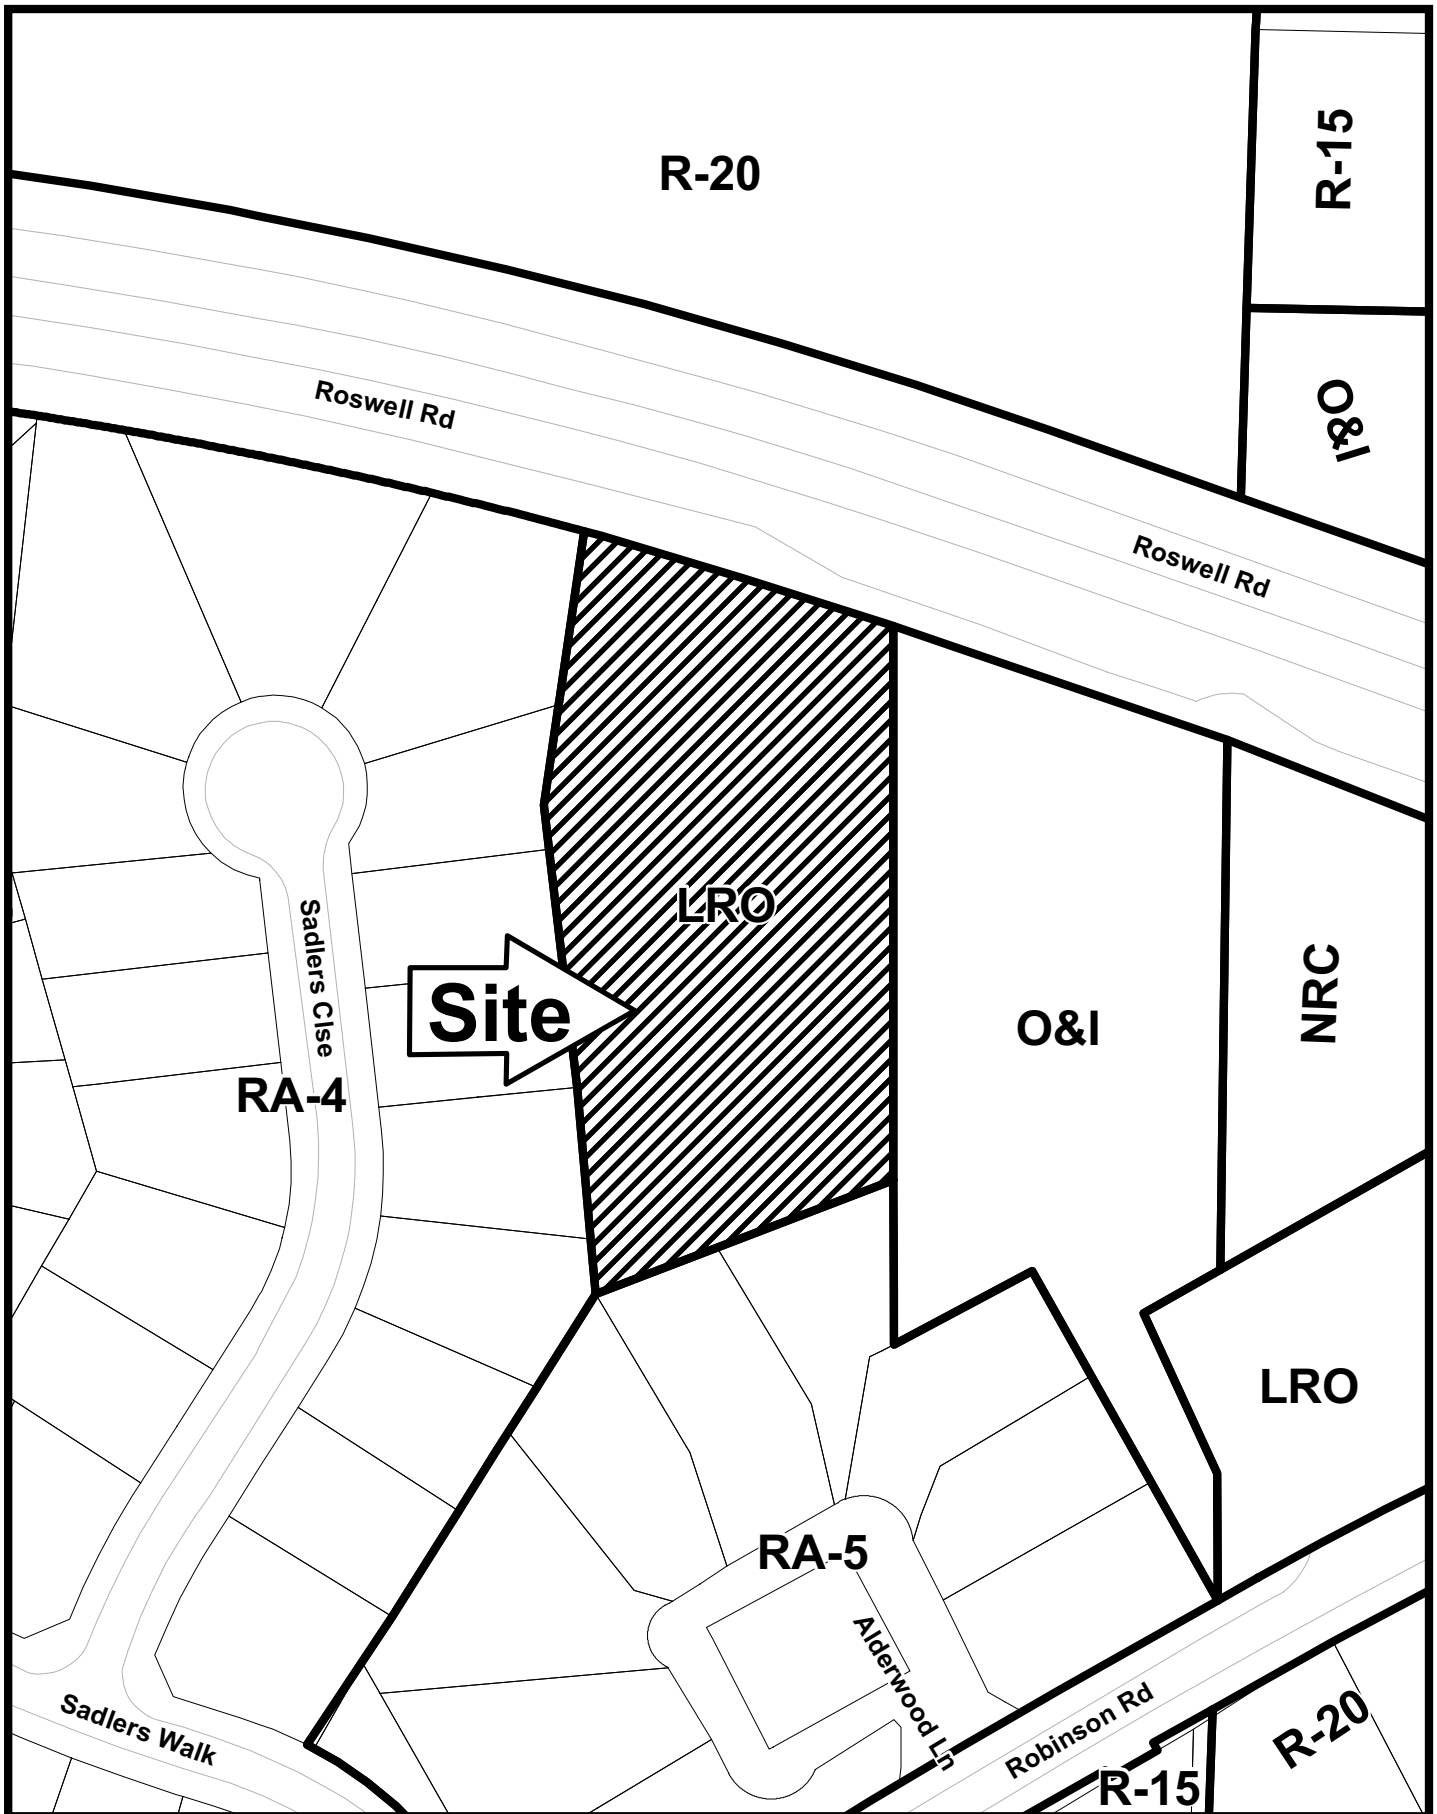 R-20
R-15
O&I
Roswell Rd
Roswell Rd
LRO
Sadlers Clse
Site
O&I
NRC
RA-4
LRO
RA-5
Alderwood Ln
Sadlers Walk
Robinson Rd
R-20
R-15